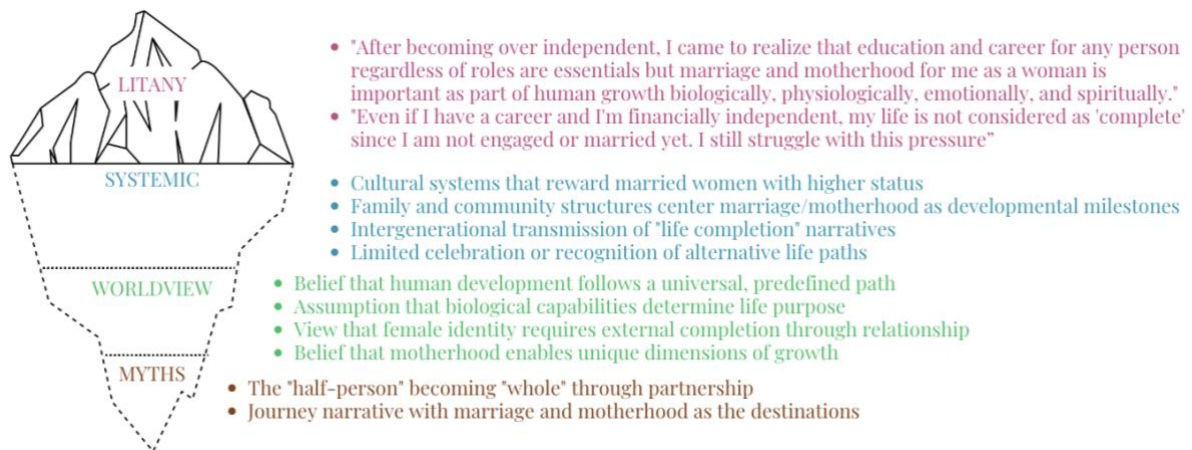 LITANY
• "After becoming over independent, I came to realize that education and career for any person
regardless of roles are essentials but marriage and motherhood for me as a woman is
important as part of human growth biologically, physiologically, emotionally, and spiritually."
• "Even if I have a career and I'm financially independent, my life is not considered as 'complete'
since I am not engaged or married yet. I still struggle with this pressure”
SYSTEMIC
• Cultural systems that reward married women with higher status
• Family and community structures center marriage/motherhood as developmental milestones
• Intergenerational transmission of "life completion" narratives
• Limited celebration or recognition of alternative life paths
WORLDVIEW
• Belief that human development follows a universal, predefined path
• Assumption that biological capabilities determine life purpose
• View that female identity requires external completion through relationship
• Belief that motherhood enables unique dimensions of growth
MYTHS
• The "half-person" becoming "whole" through partnership
• Journey narrative with marriage and motherhood as the destinations